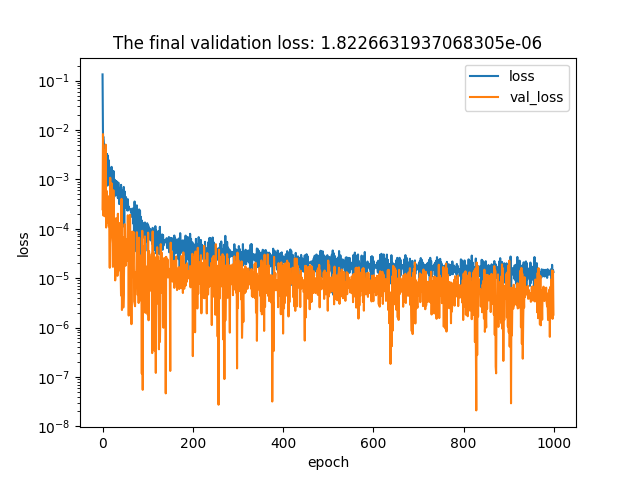 The final validation loss: 1.8226631937068305e-06
loss
val_loss
10⁻¹
10⁻²
10⁻³
10⁻⁴
10⁻⁵
10⁻⁶
10⁻⁷
10⁻⁸
loss
0 200 400 600 800 1000
epoch